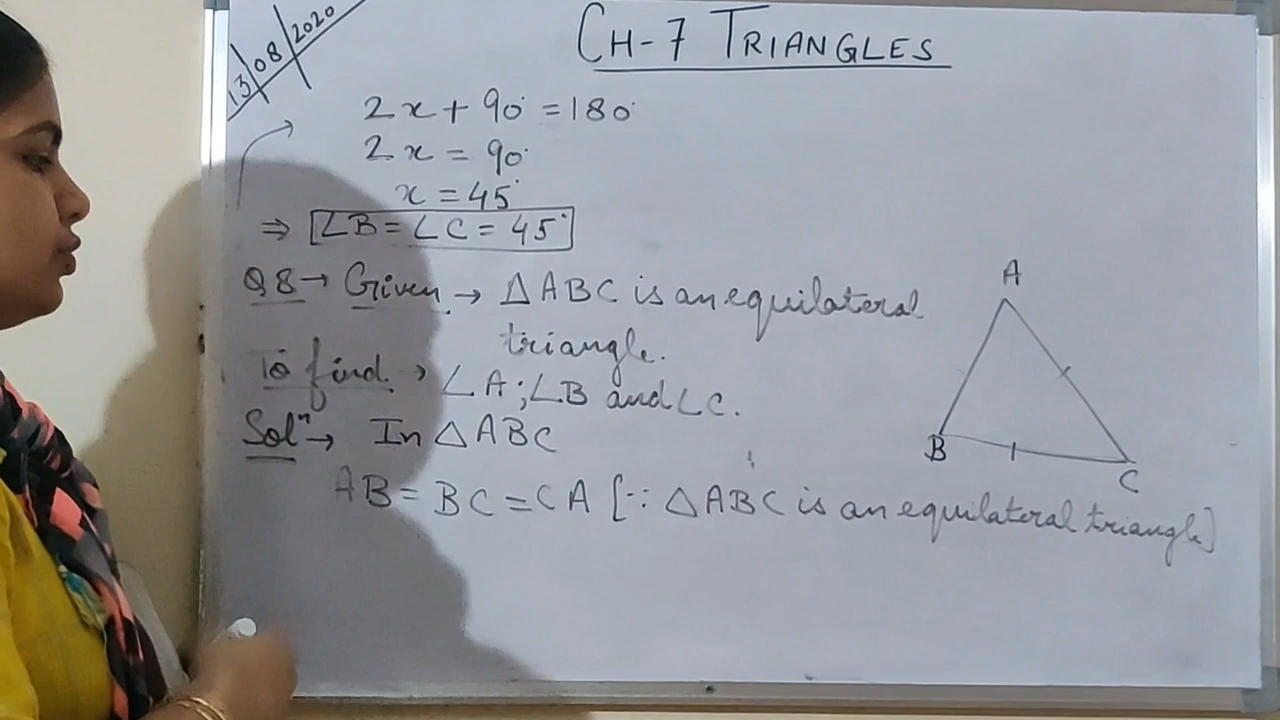 13/08/2020
CH-7 TRIANGLES
2x + 90° = 180°
2x = 90°
x = 45°
⇒ ∠B = ∠C = 45°
Q8 → Given → △ABC is an equilateral
triangle.
To find → ∠A; ∠B and ∠C.
Solⁿ → In △ABC
AB = BC = CA [∵ △ABC is an equilateral triangle]
A
B
C